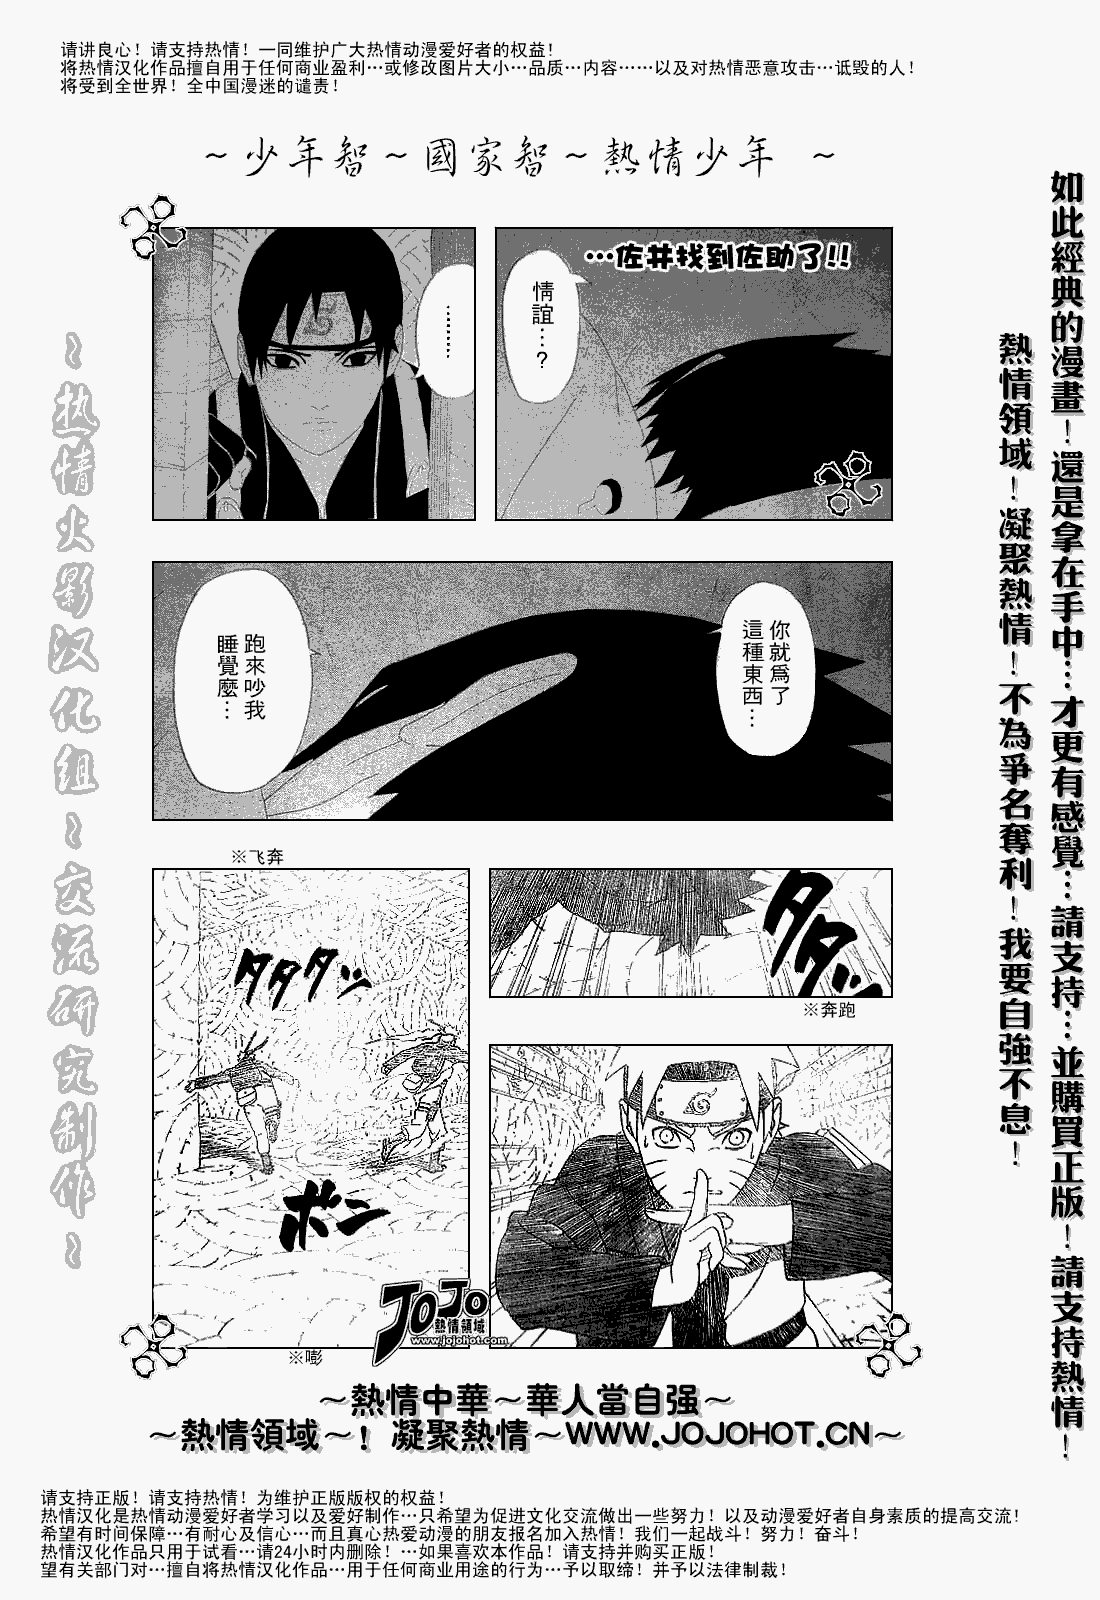 请讲良心！请支持热情！一同维护广大热情动漫爱好者的权益！
将热情汉化作品擅自用于任何商业盈利…或修改图片大小…品质…内容……以及对热情恶意攻击…诋毁的人！
将受到全世界！全中国漫迷的谴责！
～少年智～國家智～熱情少年 ～
如此經典的漫畫！還是拿在手中…才更有感覺…請支持…並購買正版！請支持熱情！
熱情領域！凝聚熱情！不為爭名奪利！我要自強不息！
～热情火影汉化组～交流研究制作～
…佐井找到佐助了!!
情
誼…?
………
你就爲了
這種東西…
跑來吵我
睡覺麼…
タタッ
※奔跑
※飞奔
タタタッ
ボン
※嘭
JoJo
熱情領域
www.jojohot.com
～熱情中華～華人當自强～
～熱情領域～！凝聚熱情～WWW.JOJOHOT.CN～
请支持正版！请支持热情！为维护正版版权的权益！
热情汉化是热情动漫爱好者学习以及爱好制作…只希望为促进文化交流做出一些努力！以及动漫爱好者自身素质的提高交流！
希望有时间保障…有耐心及信心…而且真心热爱动漫的朋友报名加入热情！我们一起战斗！努力！奋斗！
热情汉化作品只用于试看…请24小时内删除！…如果喜欢本作品！请支持并购买正版！
望有关部门对…擅自将热情汉化作品…用于任何商业用途的行为…予以取缔！并予以法律制裁！